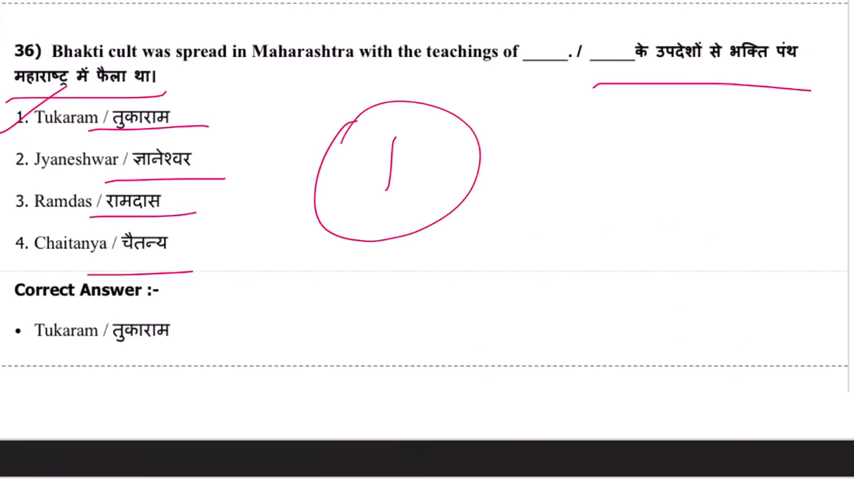 36) Bhakti cult was spread in Maharashtra with the teachings of _____. / _____के उपदेशों से भक्ति पंथ
महाराष्ट्र में फैला था।
1. Tukaram / तुकाराम
2. Jyaneshwar / ज्ञानेश्वर
3. Ramdas / रामदास
4. Chaitanya / चैतन्य
1
Correct Answer :-
• Tukaram / तुकाराम